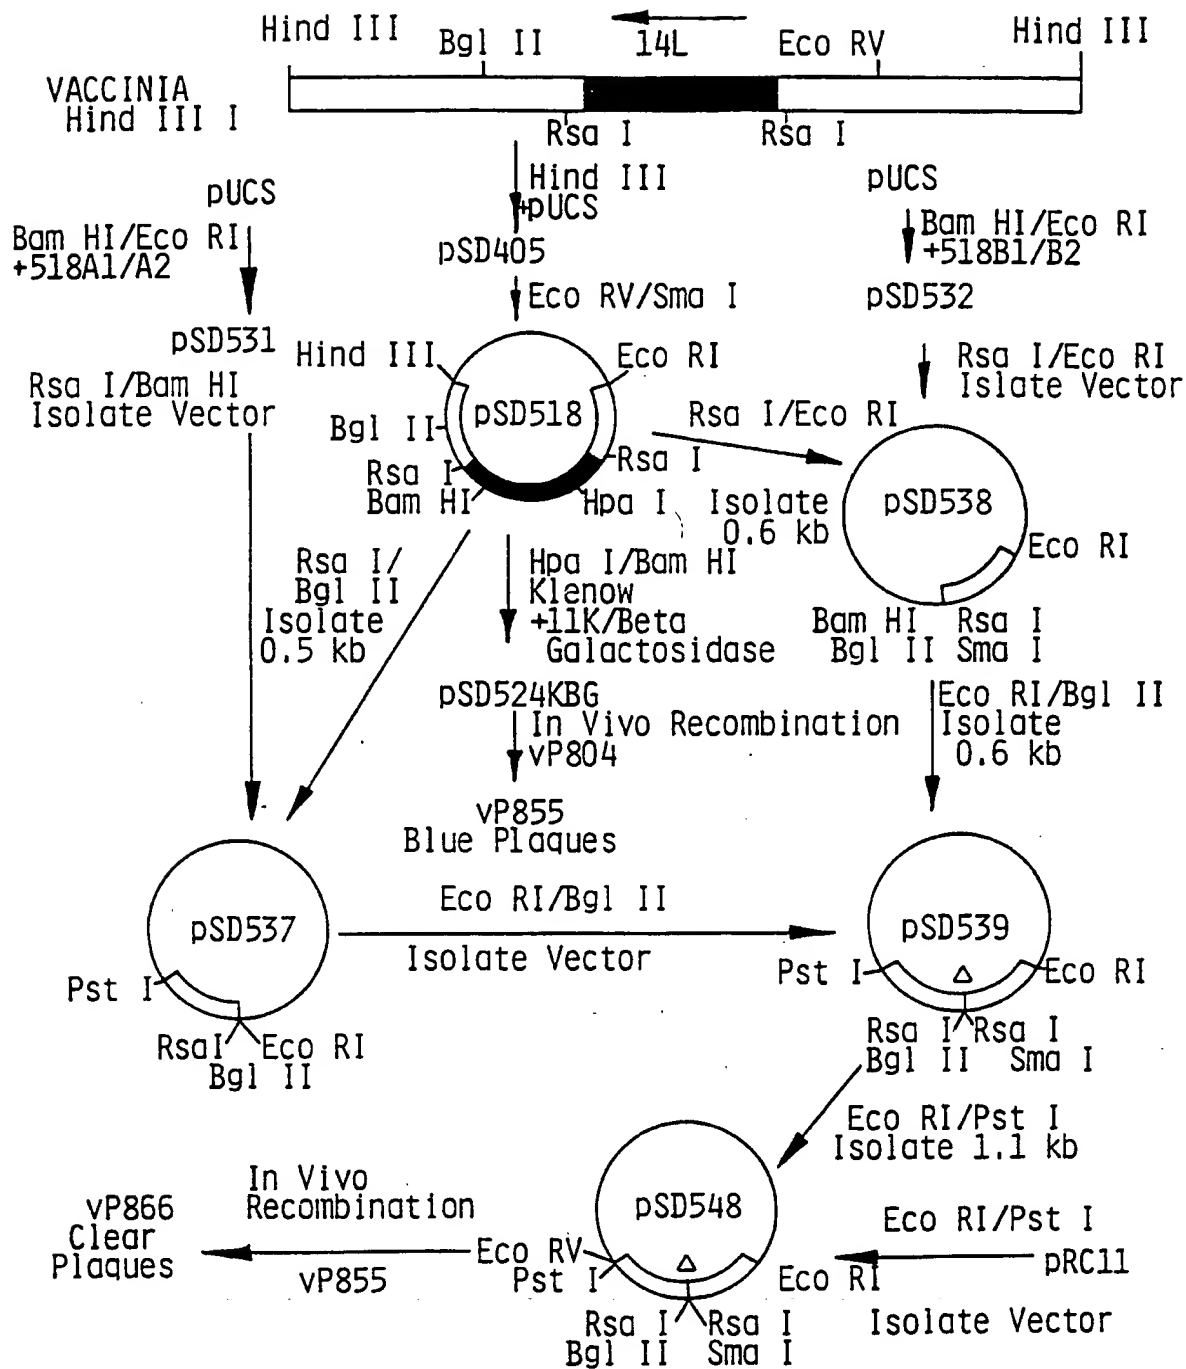 Hind III
Bgl II
14L
Eco RV
Hind III
VACCINIA
Hind III I
Rsa I
Rsa I
pUCS
Hind III
+pUCS
pUCS
Bam HI/Eco RI
+518A1/A2
pSD405
Bam HI/Eco RI
+518B1/B2
Eco RV/Sma I
pSD532
pSD531
Hind III
Eco RI
Rsa I/Eco RI
Islate Vector
Rsa I/Bam HI
Isolate Vector
pSD518
Bgl II
Rsa I/Eco RI
Rsa I
Rsa I
Bam HI
Hpa I
Isolate
0.6 kb
pSD538
Eco RI
Rsa I/
Bgl II
Isolate
0.5 kb
Hpa I/Bam HI
Klenow
+11K/Beta
Galactosidase
Bam HI Rsa I
Bgl II Sma I
pSD524KBG
In Vivo Recombination
vP804
Eco RI/Bgl II
Isolate
0.6 kb
vP855
Blue Plaques
Eco RI/Bgl II
Isolate Vector
pSD537
pSD539
Pst I
RsaI Eco RI
Bgl II
Pst I
Δ
Eco RI
Rsa I Rsa I
Bgl II Sma I
Eco RI/Pst I
Isolate 1.1 kb
In Vivo
Recombination
vP866
Clear
Plaques
vP855
pSD548
Eco RV
Pst I
Δ
Eco RI
Eco RI/Pst I
pRC11
Isolate Vector
Rsa I Rsa I
Bgl II Sma I